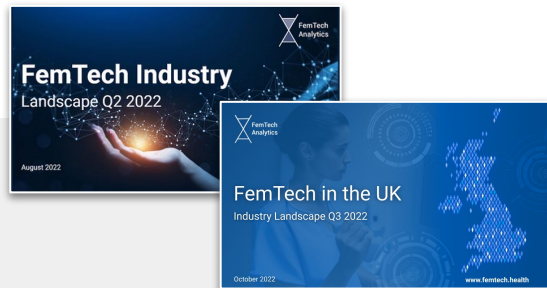 FemTech
Analytics
FemTech Industry
Landscape Q2 2022
August 2022
FemTech
Analytics
FemTech in the UK
Industry Landscape Q3 2022
October 2022
www.femtech.health